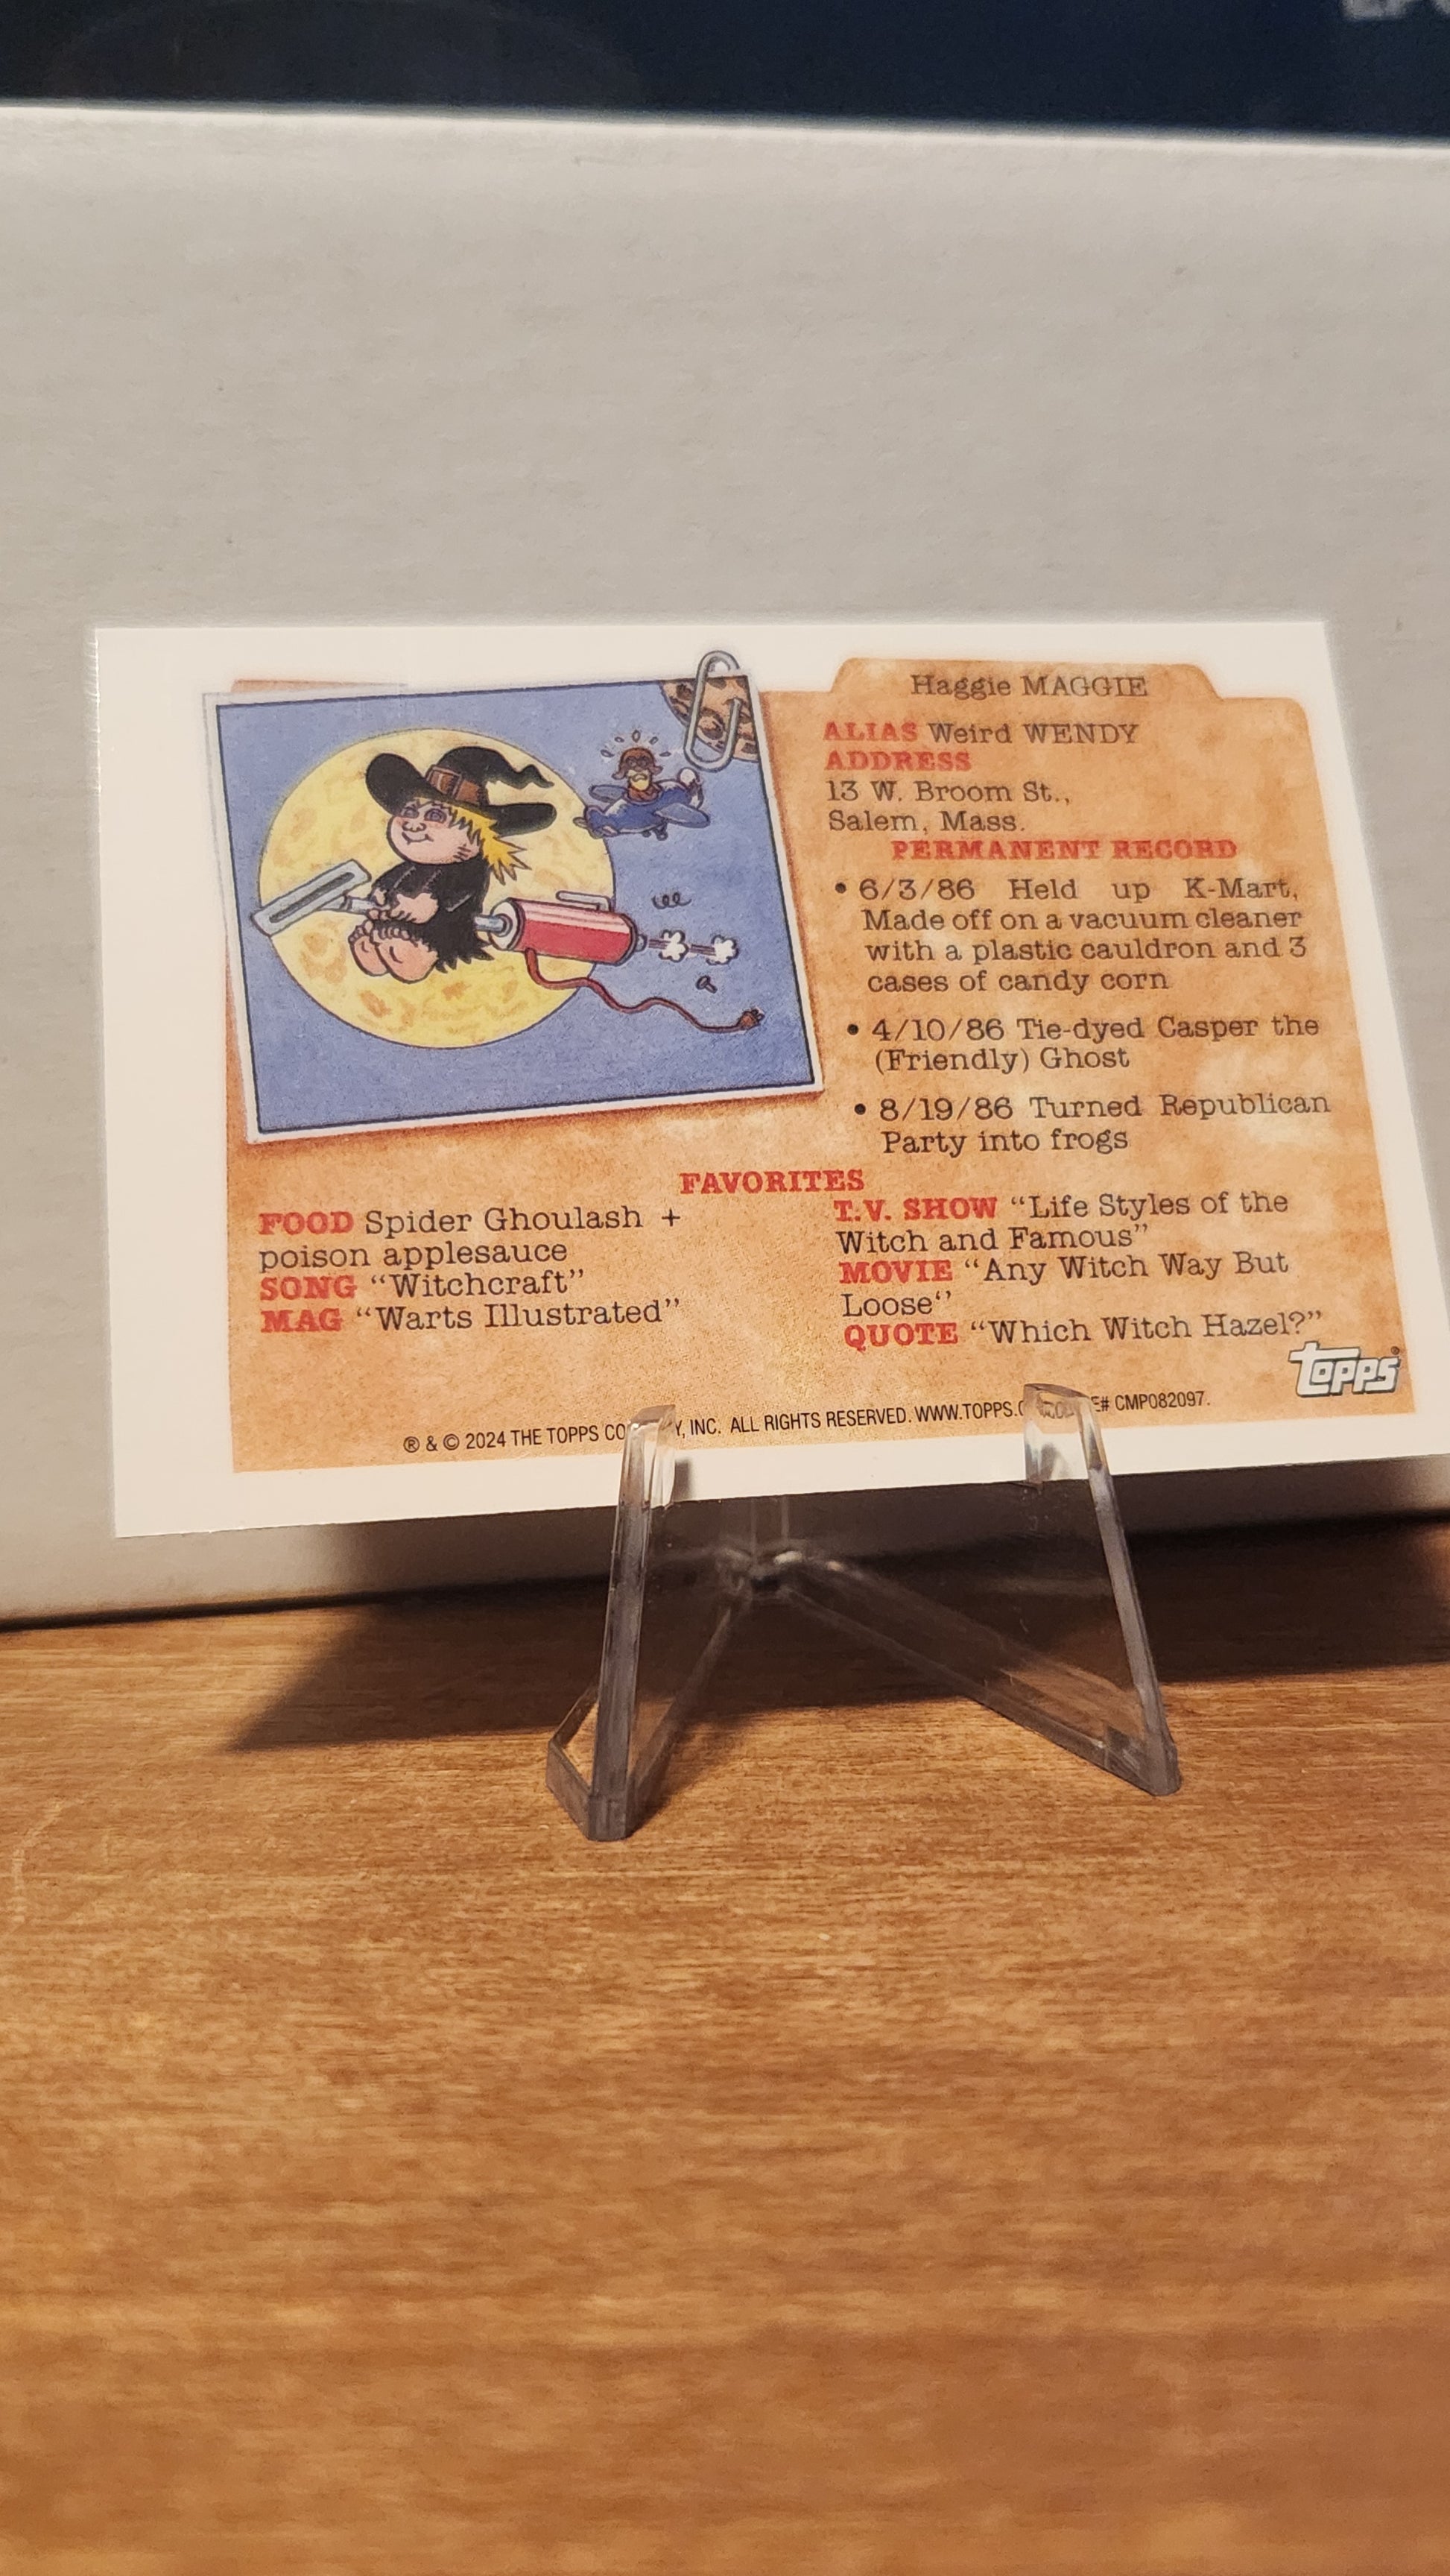 Haggie MAGGIE
ALIAS Weird WENDY
ADDRESS
13 W. Broom St.,
Salem, Mass.
PERMANENT RECORD
• 6/3/86 Held up K-Mart,
Made off on a vacuum cleaner
with a plastic cauldron and 3
cases of candy corn
• 4/10/86 Tie-dyed Casper the
(Friendly) Ghost
• 8/19/86 Turned Republican
Party into frogs
FAVORITES
FOOD Spider Ghoulash +
poison applesauce
SONG “Witchcraft”
MAG “Warts Illustrated”
T.V. SHOW “Life Styles of the
Witch and Famous”
MOVIE “Any Witch Way But
Loose‘’
QUOTE “Which Witch Hazel?”
topps®
® & © 2024 THE TOPPS INC. ALL RIGHTS RESERVED. CMP082097.